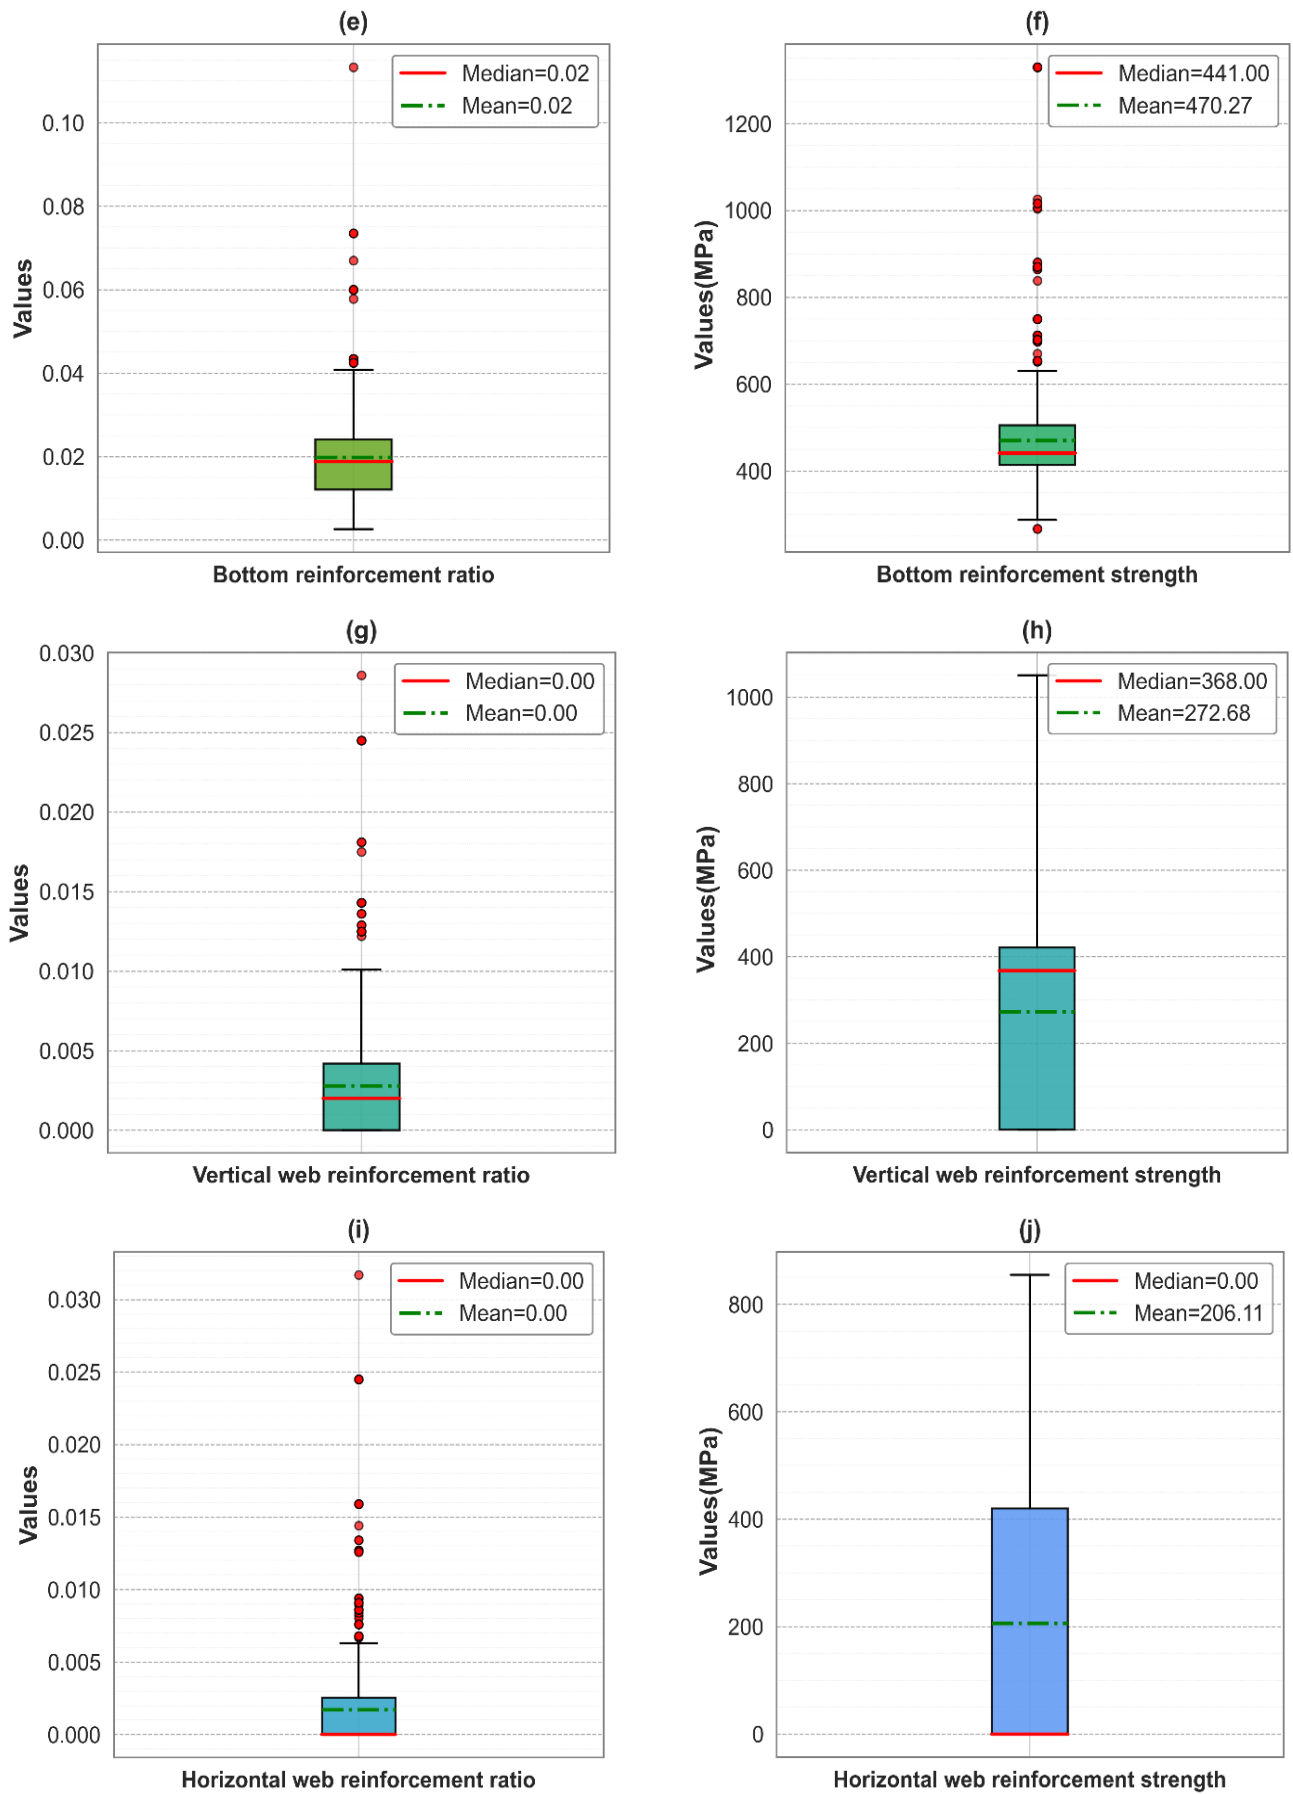 (e)
Median=0.02
Mean=0.02
0.10
0.08
0.06
0.04
0.02
0.00
Values
Bottom reinforcement ratio
(f)
Median=441.00
Mean=470.27
1200
1000
800
600
400
Values(MPa)
Bottom reinforcement strength
(g)
Median=0.00
Mean=0.00
0.030
0.025
0.020
0.015
0.010
0.005
0.000
Values
Vertical web reinforcement ratio
(h)
Median=368.00
Mean=272.68
1000
800
600
400
200
0
Values(MPa)
Vertical web reinforcement strength
(i)
Median=0.00
Mean=0.00
0.030
0.025
0.020
0.015
0.010
0.005
0.000
Values
Horizontal web reinforcement ratio
(j)
Median=0.00
Mean=206.11
800
600
400
200
0
Values(MPa)
Horizontal web reinforcement strength